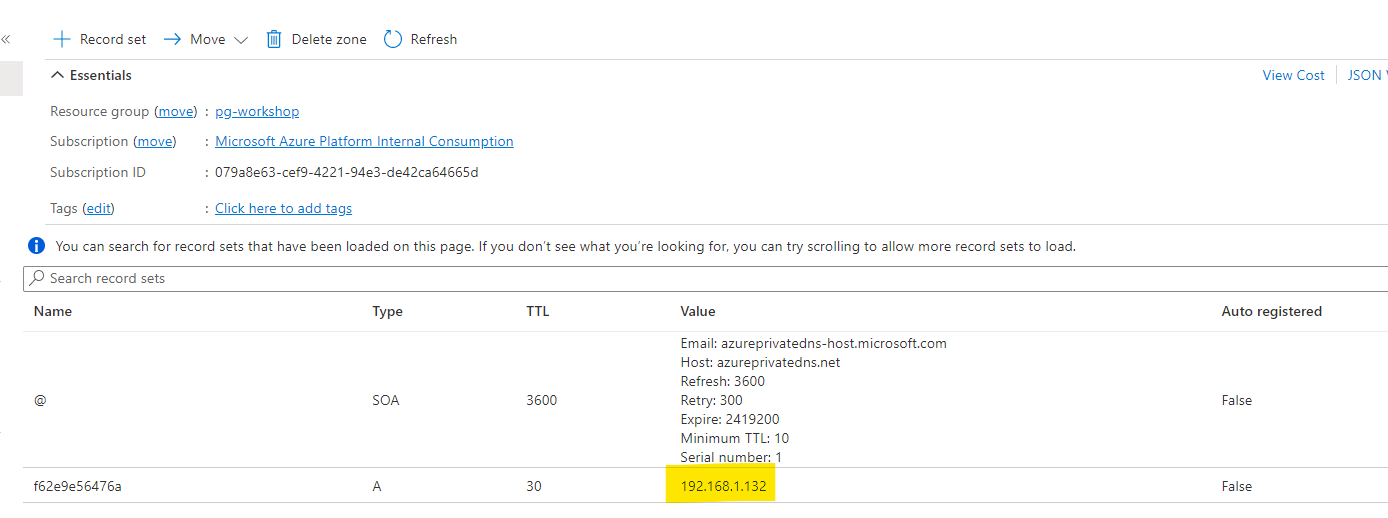 « + Record set → Move Delete zone Refresh
Essentials View Cost JSON
Resource group (move) : pg-workshop
Subscription (move) : Microsoft Azure Platform Internal Consumption
Subscription ID : 079a8e63-cef9-4221-94e3-de42ca64665d
Tags (edit) : Click here to add tags
You can search for record sets that have been loaded on this page. If you don't see what you're looking for, you can try scrolling to allow more record sets to load.
Search record sets
Name Type TTL Value Auto registered
Email: azureprivatedns-host.microsoft.com
Host: azureprivatedns.net
Refresh: 3600
@ SOA 3600 Retry: 300 False
Expire: 2419200
Minimum TTL: 10
Serial number: 1
f62e9e56476a A 30 192.168.1.132 False